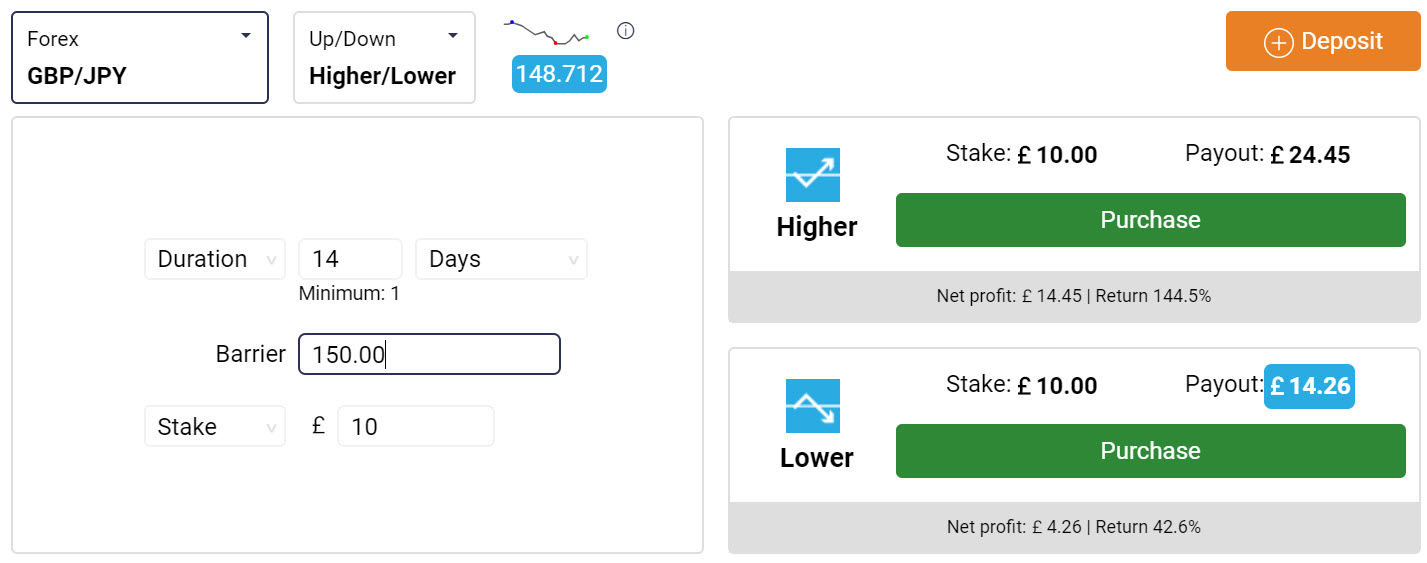 Forex
GBP/JPY
Up/Down
Higher/Lower
148.712
Deposit
Duration 14 Days
Minimum: 1
Barrier 150.00
Stake £ 10
Higher
Stake: £ 10.00 Payout: £ 24.45
Purchase
Net profit: £ 14.45 | Return 144.5%
Lower
Stake: £ 10.00 Payout: £ 14.26
Purchase
Net profit: £ 4.26 | Return 42.6%